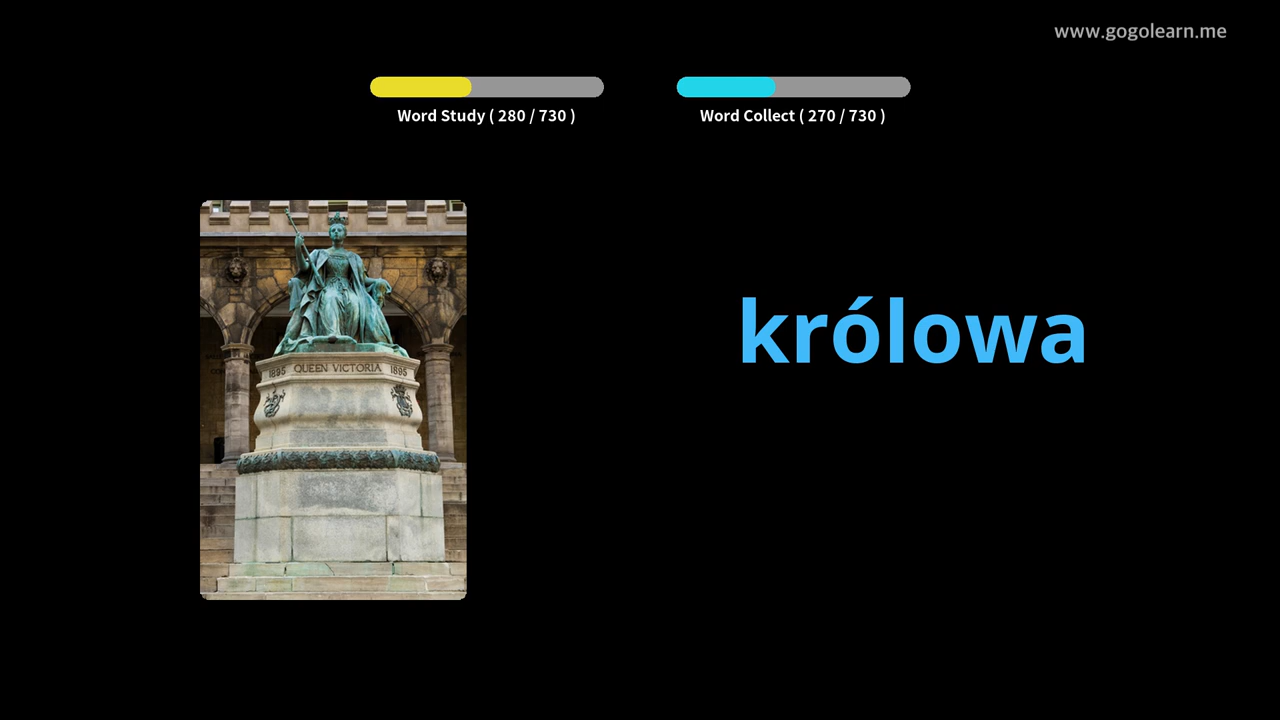 www.gogolearn.me
Word Study ( 280 / 730 )
Word Collect ( 270 / 730 )
królowa
1895 QUEEN VICTORIA 1895